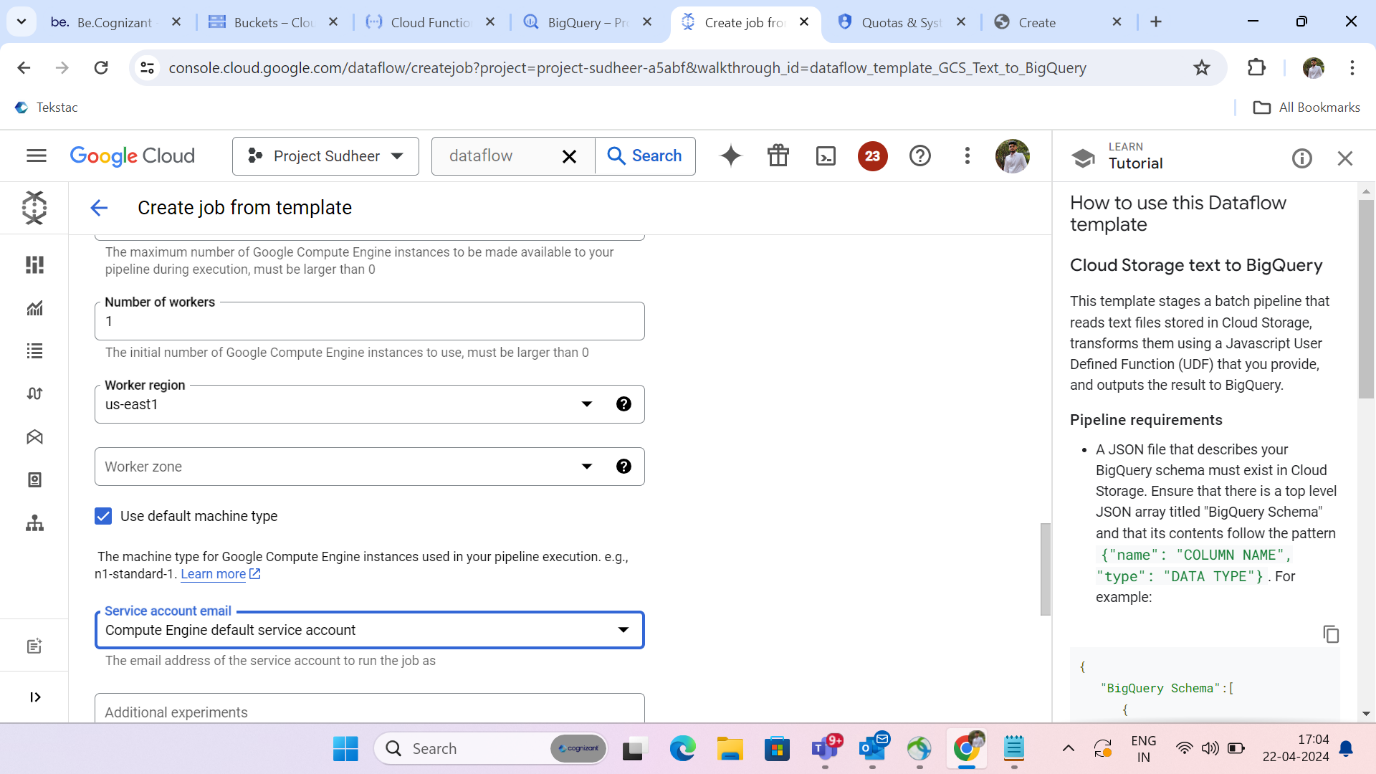 be. Be.Cognizant
Buckets – Clou
Cloud Functio
BigQuery – Pr
Create job fro
Quotas & Syst
Create
console.cloud.google.com/dataflow/createjob?project=project-sudheer-a5abf&walkthrough_id=dataflow_template_GCS_Text_to_BigQuery
Tekstac
All Bookmarks
Google Cloud
Project Sudheer
dataflow
Search
23
LEARN
Tutorial
Create job from template
The maximum number of Google Compute Engine instances to be made available to your
pipeline during execution, must be larger than 0
Number of workers
1
The initial number of Google Compute Engine instances to use, must be larger than 0
Worker region
us-east1
Worker zone
Use default machine type
The machine type for Google Compute Engine instances used in your pipeline execution. e.g.,
n1-standard-1. Learn more
Service account email
Compute Engine default service account
The email address of the service account to run the job as
Additional experiments
How to use this Dataflow
template
Cloud Storage text to BigQuery
This template stages a batch pipeline that
reads text files stored in Cloud Storage,
transforms them using a Javascript User
Defined Function (UDF) that you provide,
and outputs the result to BigQuery.
Pipeline requirements
• A JSON file that describes your
BigQuery schema must exist in Cloud
Storage. Ensure that there is a top level
JSON array titled "BigQuery Schema"
and that its contents follow the pattern
{"name": "COLUMN NAME",
"type": "DATA TYPE"} . For
example:
{
"BigQuery Schema":[
{
Search
cognizant
9+
ENG
IN
17:04
22-04-2024